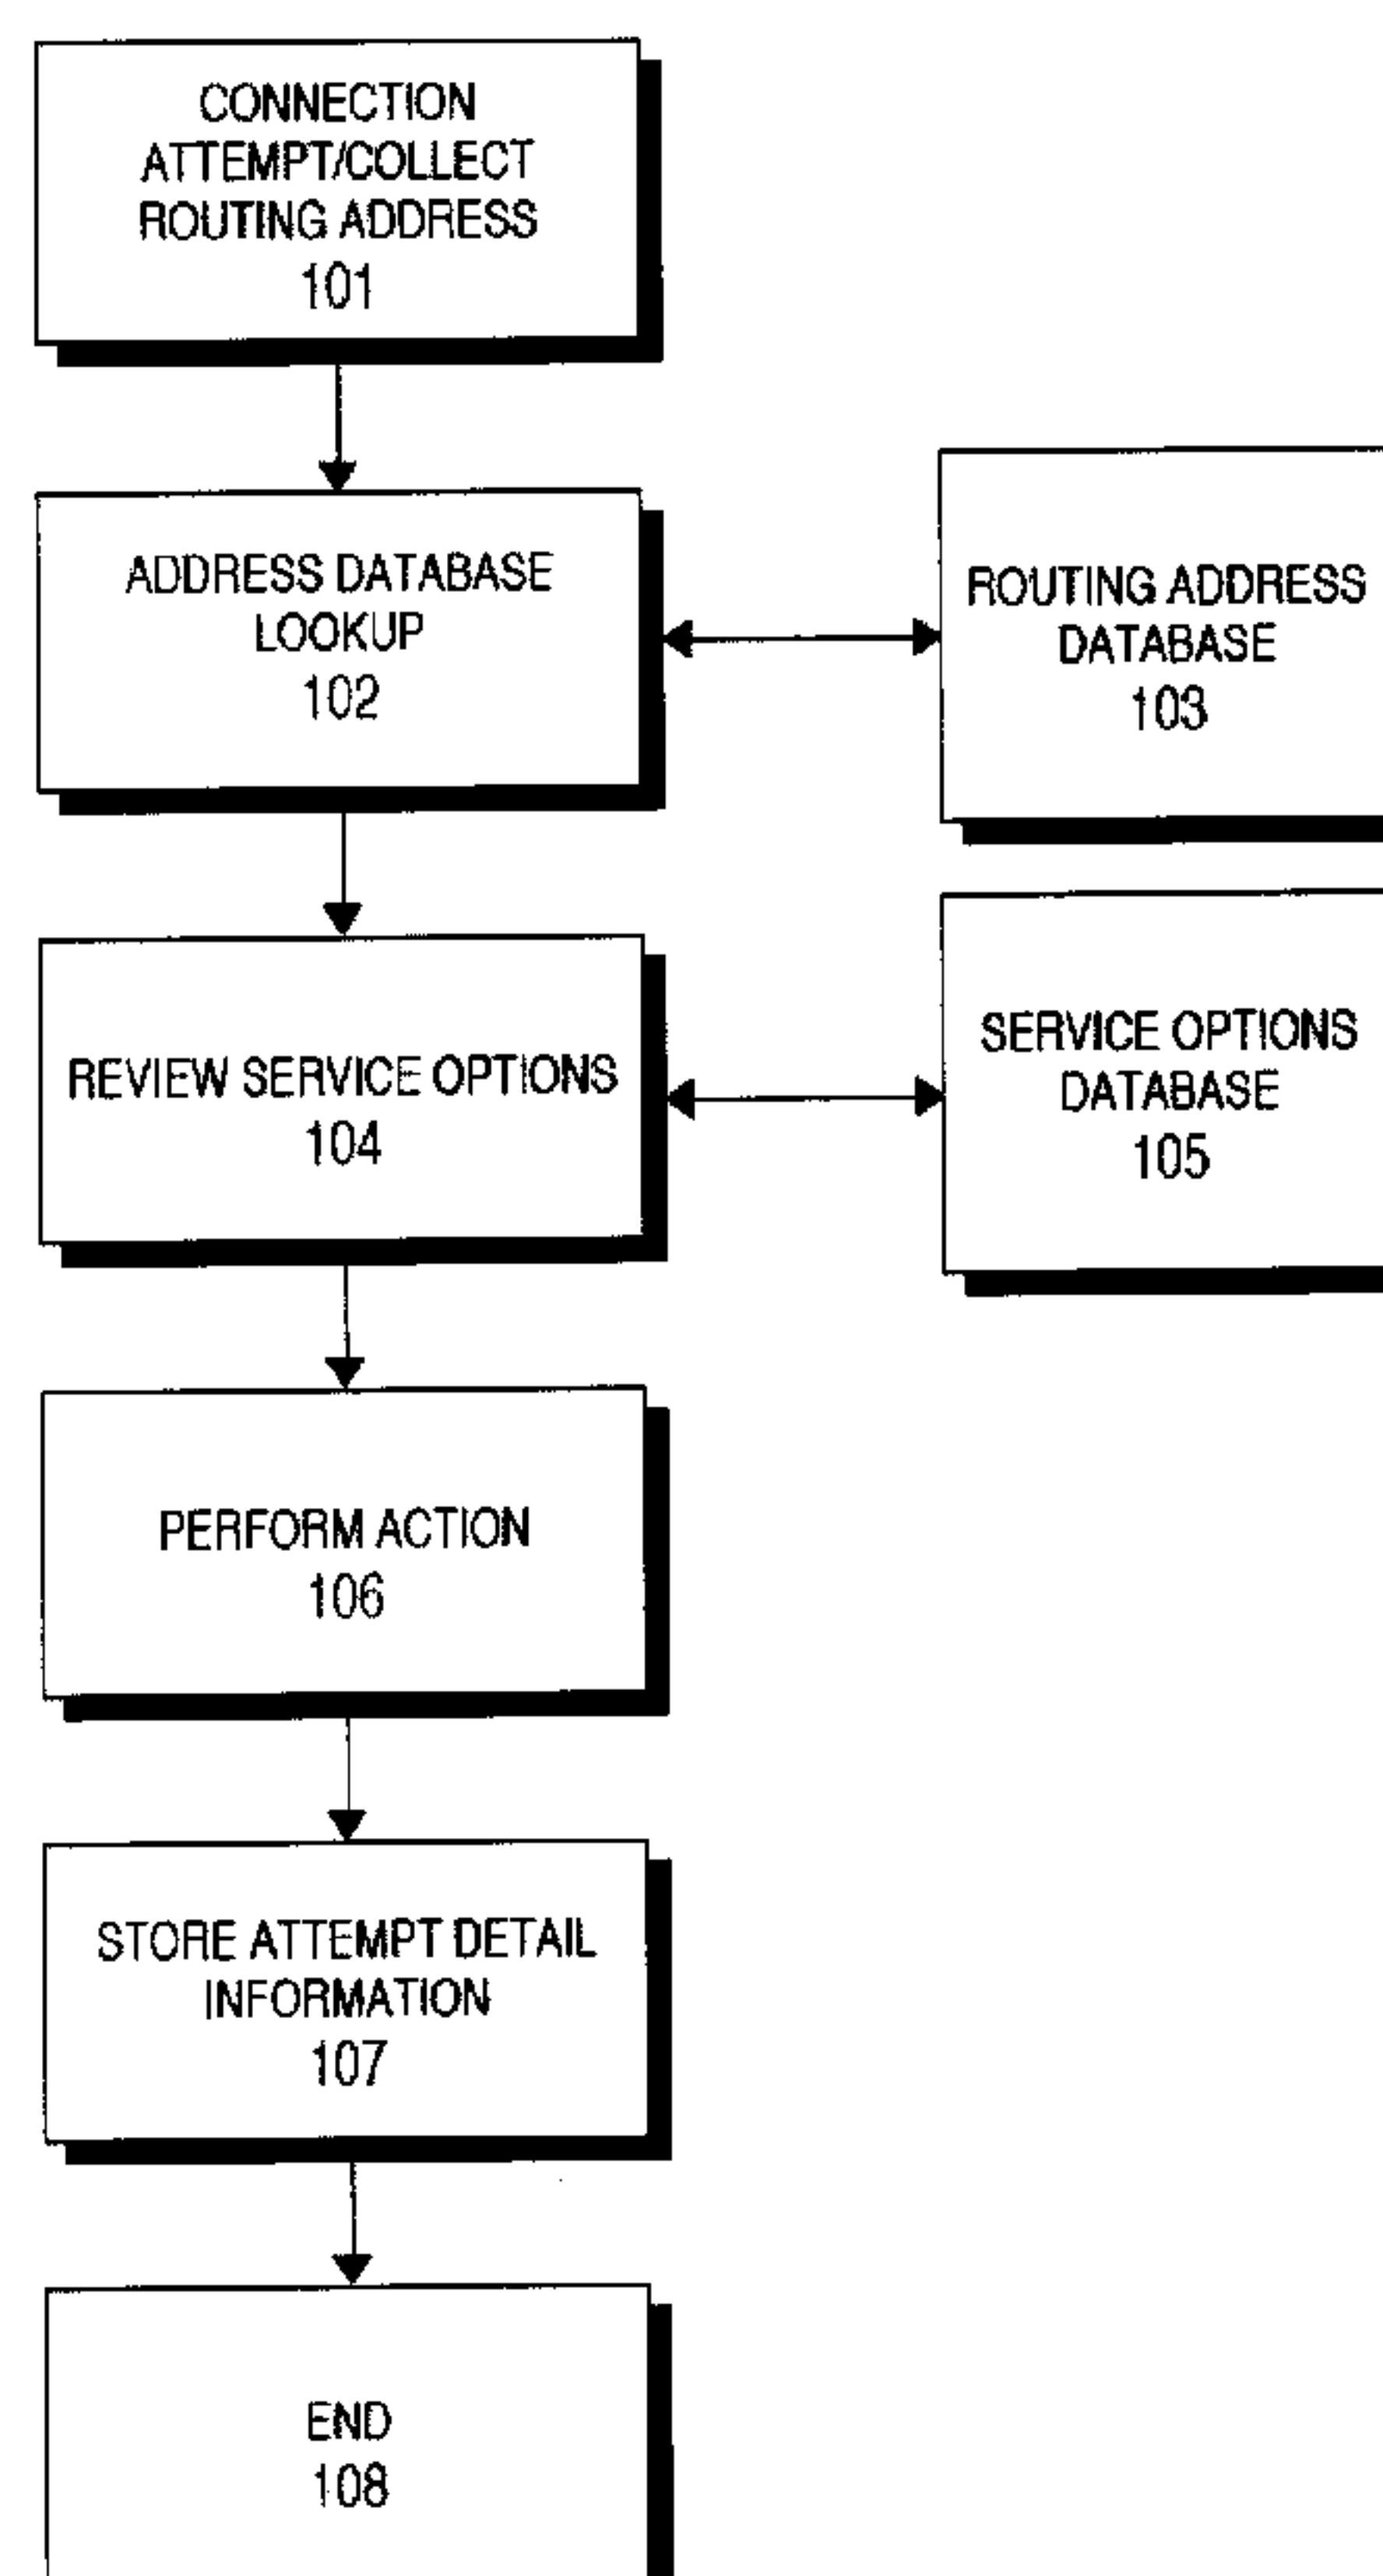 CONNECTION
ATTEMPT/COLLECT
ROUTING ADDRESS
101
ADDRESS DATABASE
LOOKUP
102
ROUTING ADDRESS
DATABASE
103
REVIEW SERVICE OPTIONS
104
SERVICE OPTIONS
DATABASE
105
PERFORM ACTION
106
STORE ATTEMPT DETAIL
INFORMATION
107
END
108